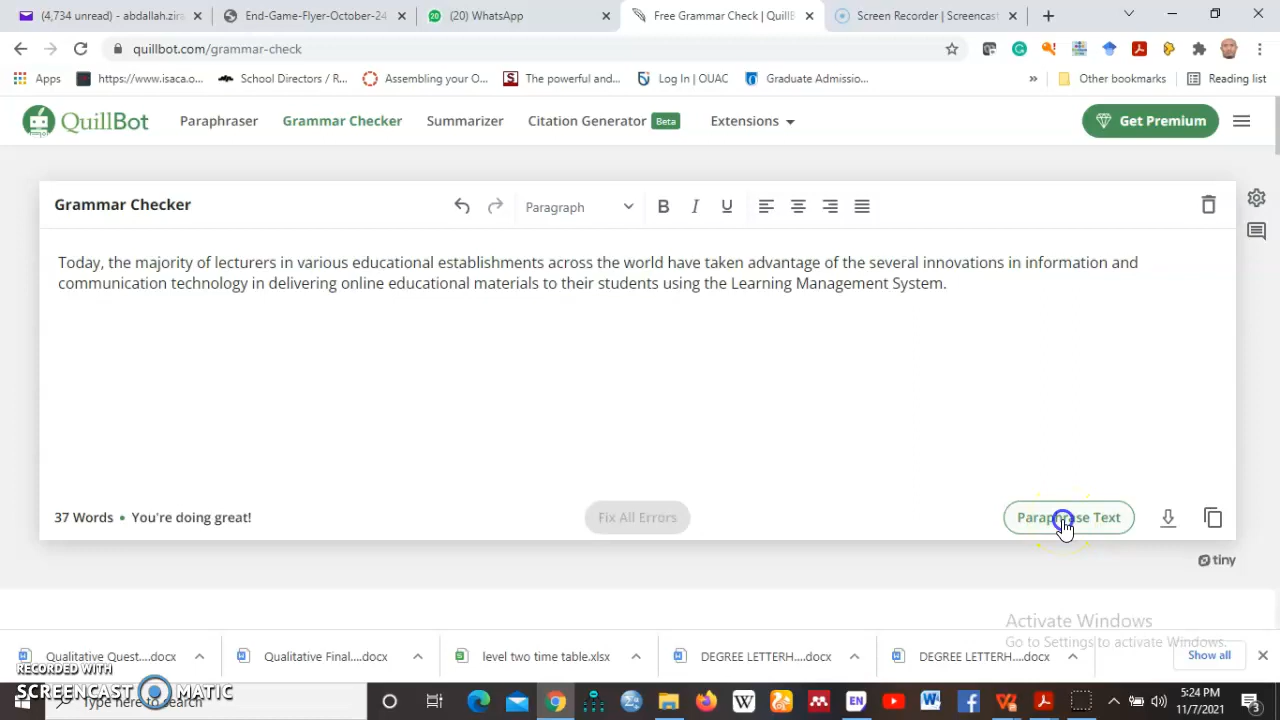 (4,734 unread) - abdallah.zira
End-Game-Flyer-October-24
(20) WhatsApp
Free Grammar Check | QuillB
Screen Recorder | Screencast
quillbot.com/grammar-check
Apps
https://www.isaca.o...
School Directors / R...
Assembling your O...
The powerful and...
Log In | OUAC
Graduate Admissio...
»
Other bookmarks
Reading list
QuillBot
Paraphraser
Grammar Checker
Summarizer
Citation Generator
Beta
Extensions
Get Premium
Grammar Checker
Paragraph
B
I
U
Today, the majority of lecturers in various educational establishments across the world have taken advantage of the several innovations in information and
communication technology in delivering online educational materials to their students using the Learning Management System.
37 Words • You're doing great!
Fix All Errors
Paraphrase Text
tiny
Activate Windows
Go to Settings to activate Windows.
Qualitative Quest....docx
Qualitative Final....docx
level two time table.xlsx
DEGREE LETTERH....docx
DEGREE LETTERH....docx
Show all
RECORDED WITH
SCREENCAST MATIC
Type here to search
EN
5:24 PM
11/7/2021
3